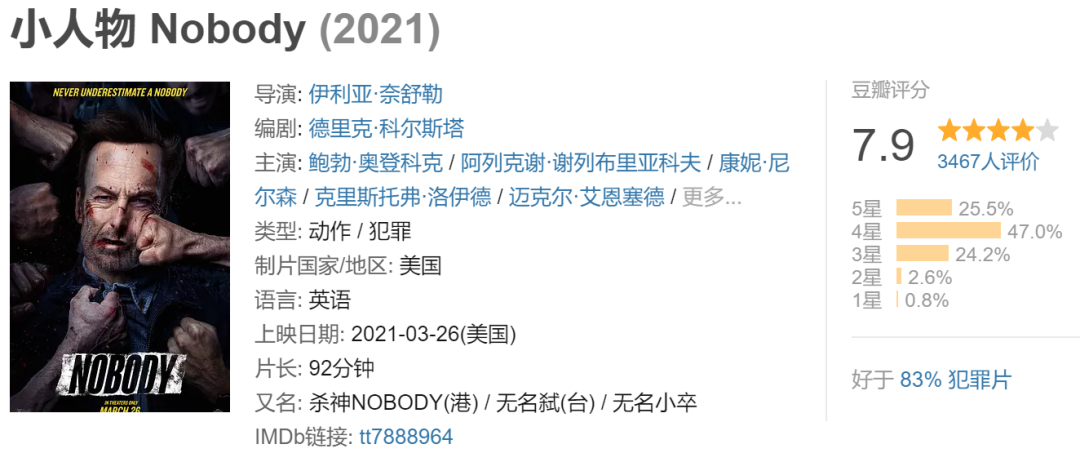 小人物 Nobody (2021)
NEVER UNDERESTIMATE A NOBODY
NOBODY
IN THEATERS ONLY
MARCH 26
导演: 伊利亚·奈舒勒
编剧: 德里克·科尔斯塔
主演: 鲍勃·奥登科克 / 阿列克谢·谢列布里亚科夫 / 康妮·尼
尔森 / 克里斯托弗·洛伊德 / 迈克尔·艾恩塞德 / 更多...
类型: 动作 / 犯罪
制片国家/地区: 美国
语言: 英语
上映日期: 2021-03-26(美国)
片长: 92分钟
又名: 杀神NOBODY(港) / 无名弑(台) / 无名小卒
IMDb链接: tt7888964
豆瓣评分
7.9
3467人评价
5星 25.5%
4星 47.0%
3星 24.2%
2星 2.6%
1星 0.8%
好于 83% 犯罪片